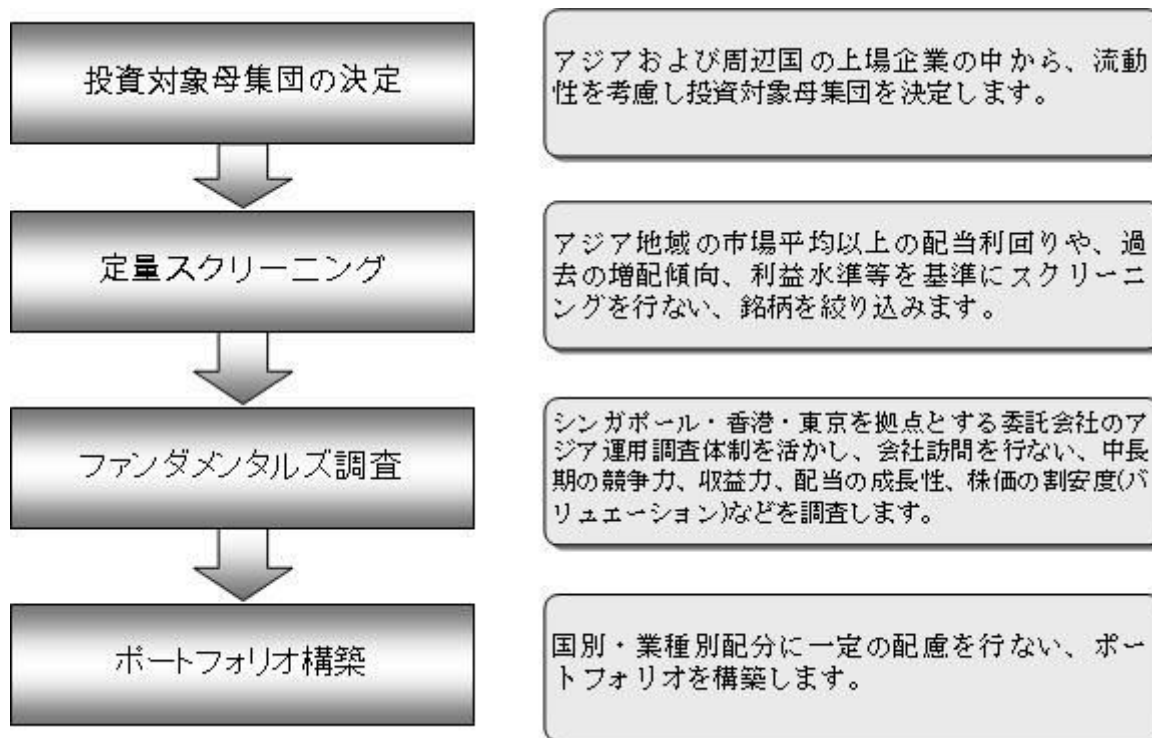 投資対象母集団の決定
アジアおよび周辺国の上場企業の中から、流動
性を考慮し投資対象母集団を決定します。
定量スクリーニング
アジア地域の市場平均以上の配当利回りや、過
去の増配傾向、利益水準等を基準にスクリーニ
ングを行ない、銘柄を絞り込みます。
ファンダメンタルズ調査
シンガポール・香港・東京を拠点とする委託会社のア
ジア運用調査体制を活かし、会社訪問を行ない、中長
期の競争力、収益力、配当の成長性、株価の割安度(バ
リュエーション)などを調査します。
ポートフォリオ構築
国別・業種別配分に一定の配慮を行ない、ポー
トフォリオを構築します。